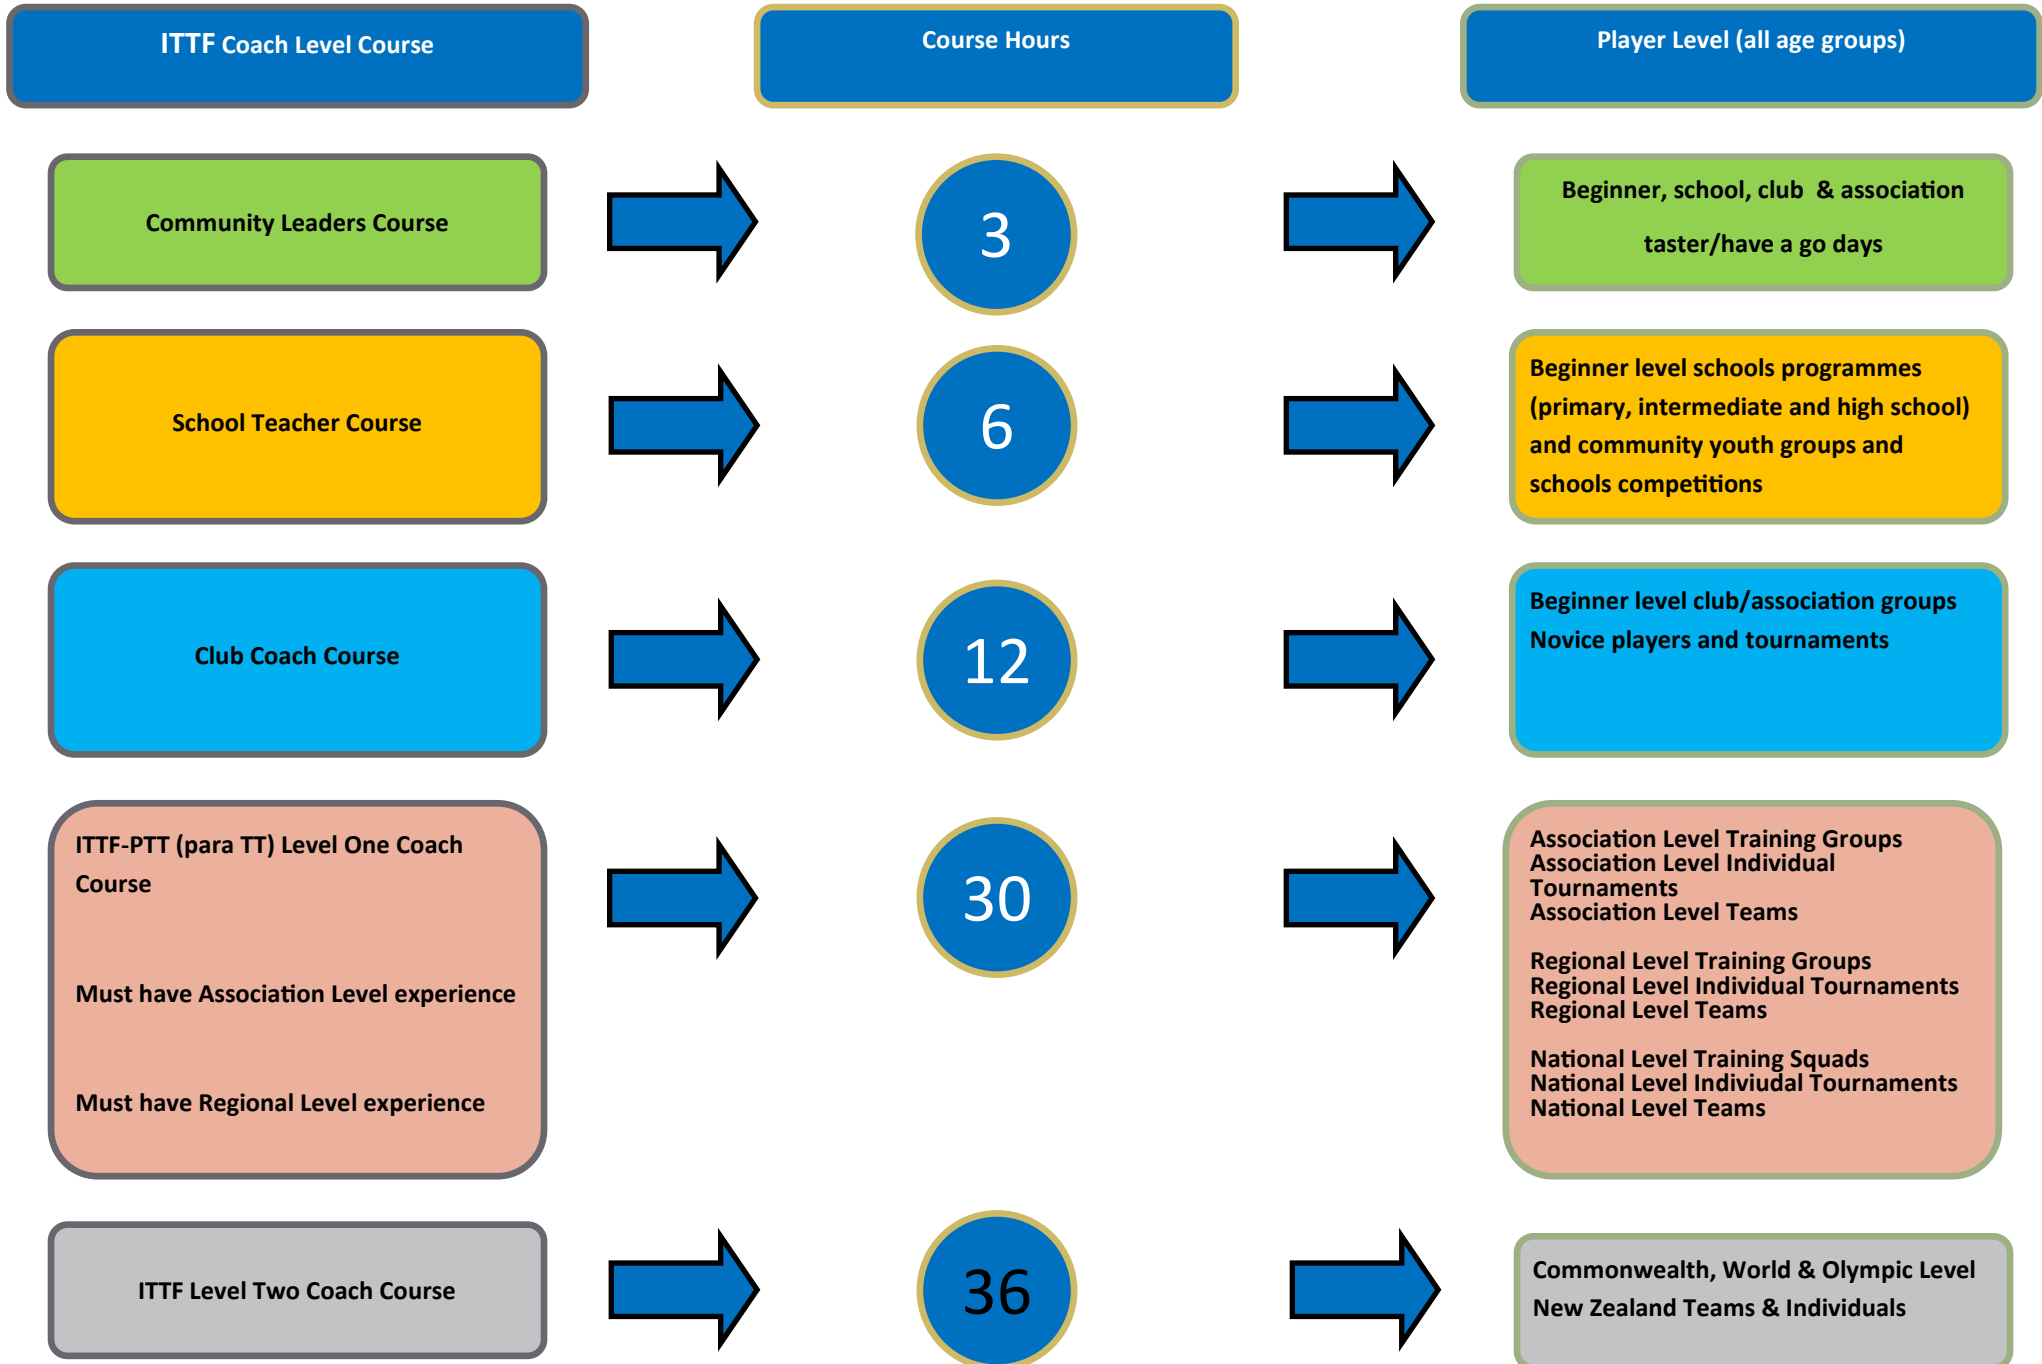 ITTF Coach Level Course
Course Hours
Player Level (all age groups)
Community Leaders Course
3
Beginner, school, club & association
taster/have a go days
School Teacher Course
6
Beginner level schools programmes
(primary, intermediate and high school)
and community youth groups and
schools competitions
Club Coach Course
12
Beginner level club/association groups
Novice players and tournaments
ITTF-PTT (para TT) Level One Coach
Course
Must have Association Level experience
Must have Regional Level experience
30
Association Level Training Groups
Association Level Individual
Tournaments
Association Level Teams
Regional Level Training Groups
Regional Level Individual Tournaments
Regional Level Teams
National Level Training Squads
National Level Indiviudal Tournaments
National Level Teams
ITTF Level Two Coach Course
36
Commonwealth, World & Olympic Level
New Zealand Teams & Individuals